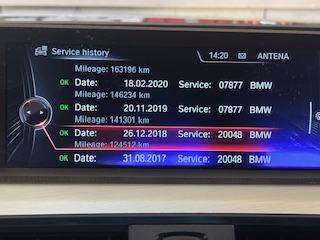 Service history
14:20 ANTENA
Mileage: 163196 km
OK Date: 18.02.2020 Service: 07877 BMW
Mileage: 146234 km
OK Date: 20.11.2019 Service: 07877 BMW
Mileage: 141301 km
OK Date: 26.12.2018 Service: 20048 BMW
Mileage: 124512 km
OK Date: 31.08.2017 Service: 20048 BMW